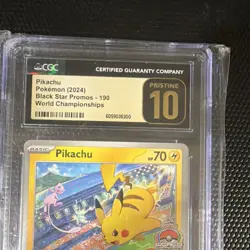 CGC
CERTIFIED GUARANTY COMPANY
Pikachu
Pokémon (2024)
Black Star Promos - 190
World Championships
PRISTINE
10
BASIC
Pikachu
HP 70